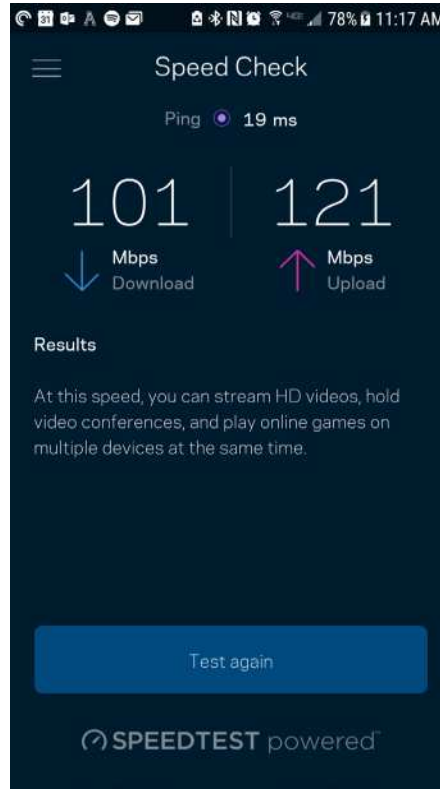 31 78% 11:17 AM
Speed Check
Ping 19 ms
101 121
Mbps Mbps
Download Upload
Results
At this speed, you can stream HD videos, hold
video conferences, and play online games on
multiple devices at the same time.
Test again
SPEEDTEST powered™